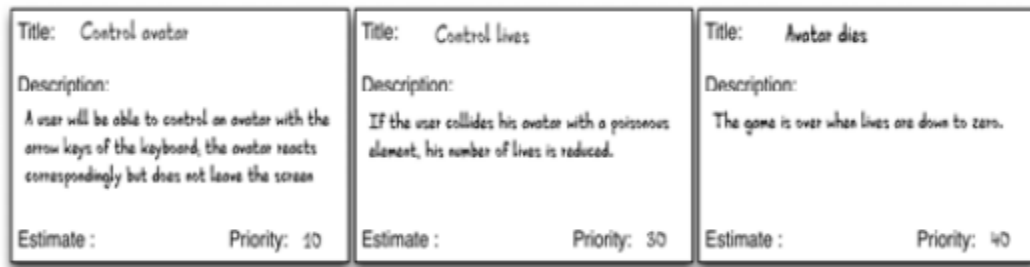 Title: Control avatar
Description:
A user will be able to control an avatar with the
arrow keys of the keyboard, the avatar reacts
correspondingly but does not leave the screen
Estimate :
Priority: 10
Title: Control lives
Description:
If the user collides his avatar with a poisonous
element, his number of lives is reduced.
Estimate :
Priority: 30
Title: Avatar dies
Description:
The game is over when lives are down to zero.
Estimate :
Priority: 40